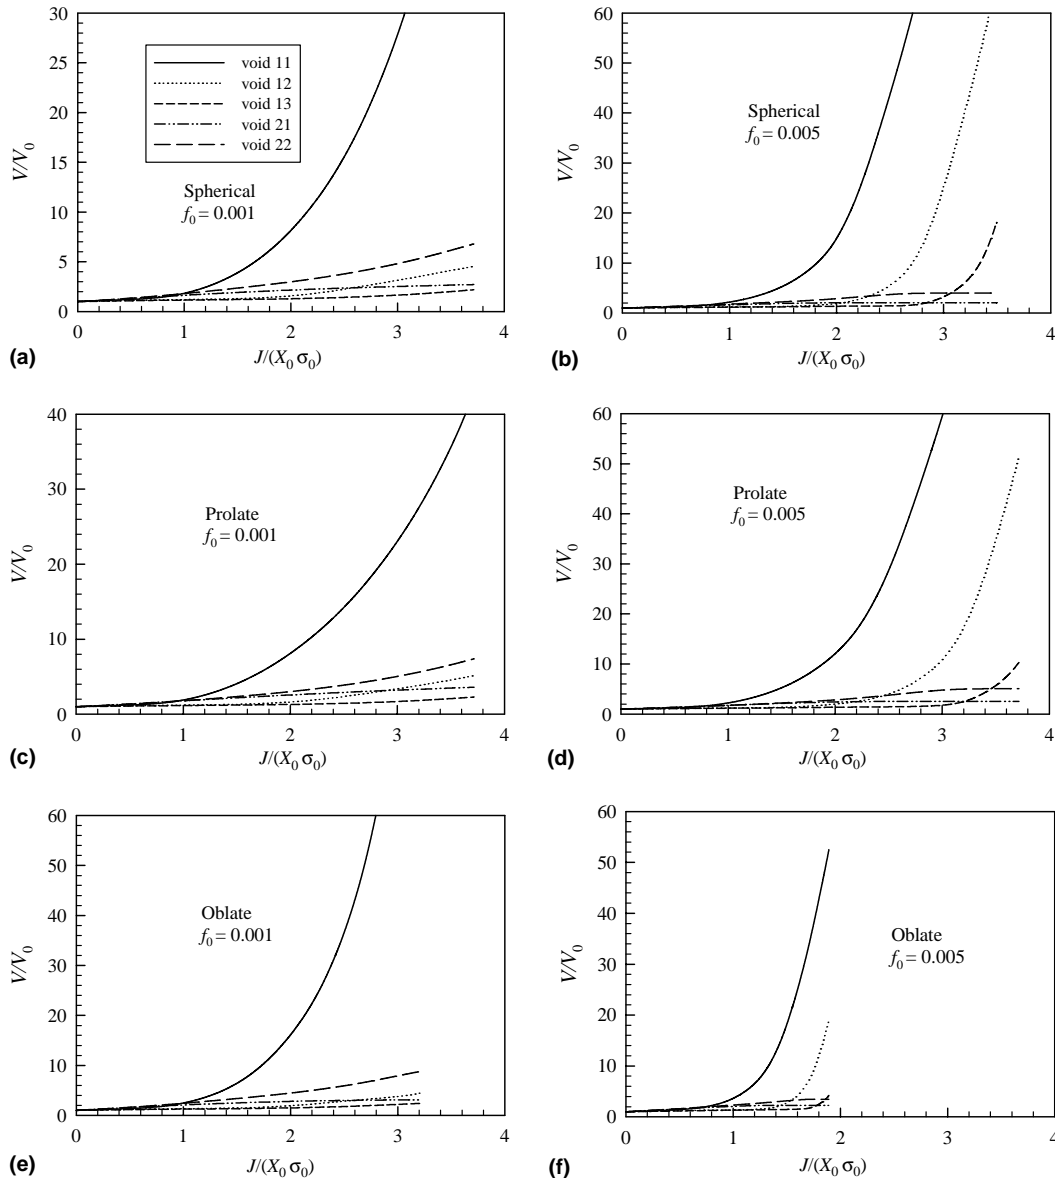 30
25
20
15
10
5
0
V/V₀
void 11
void 12
void 13
void 21
void 22
Spherical
f₀ = 0.001
0 1 2 3 4
(a)
J/(X₀ σ₀)
60
50
40
30
20
10
0
V/V₀
Spherical
f₀ = 0.005
0 1 2 3 4
(b)
J/(X₀ σ₀)
40
30
20
10
0
V/V₀
Prolate
f₀ = 0.001
0 1 2 3 4
(c)
J/(X₀ σ₀)
60
50
40
30
20
10
0
V/V₀
Prolate
f₀ = 0.005
0 1 2 3 4
(d)
J/(X₀ σ₀)
60
50
40
30
20
10
0
V/V₀
Oblate
f₀ = 0.001
0 1 2 3 4
(e)
J/(X₀ σ₀)
60
50
40
30
20
10
0
V/V₀
Oblate
f₀ = 0.005
0 1 2 3 4
(f)
J/(X₀ σ₀)